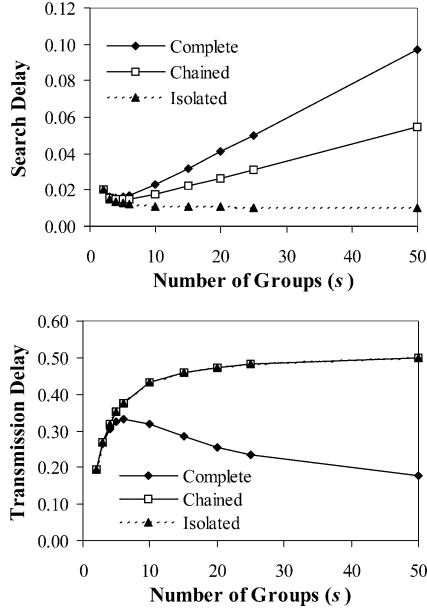 0.12
0.10
0.08
0.06
0.04
0.02
0.00
Search Delay
Complete
Chained
Isolated
0 10 20 30 40 50
Number of Groups (s)
0.60
0.50
0.40
0.30
0.20
0.10
0.00
Transmission Delay
Complete
Chained
Isolated
0 10 20 30 40 50
Number of Groups (s)